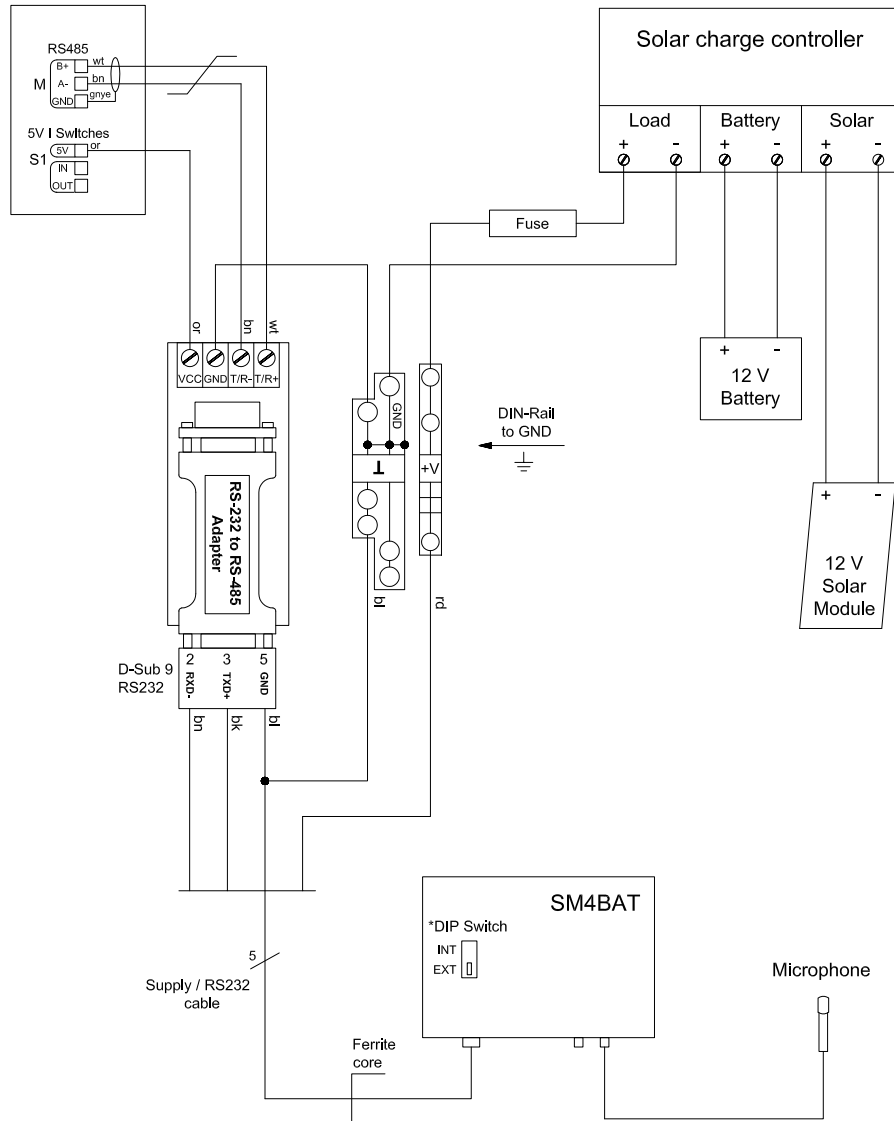 RS485
B+
wt
M
A-
bn
GND
gnye
5V | Switches
S1
5V
or
IN
OUT
Solar charge controller
Load
Battery
Solar
+
-
+
-
+
-
Fuse
or
bn
wt
VCC
GND
T/R-
T/R+
RS-232 to RS-485
Adapter
GND
+V
bl
rd
DIN-Rail
to GND
+
-
12 V
Battery
+
-
12 V
Solar
Module
D-Sub 9
RS232
2
3
5
RXD-
TXD+
GND
bn
bk
bl
5
Supply / RS232
cable
Ferrite
core
SM4BAT
*DIP Switch
INT
EXT
Microphone